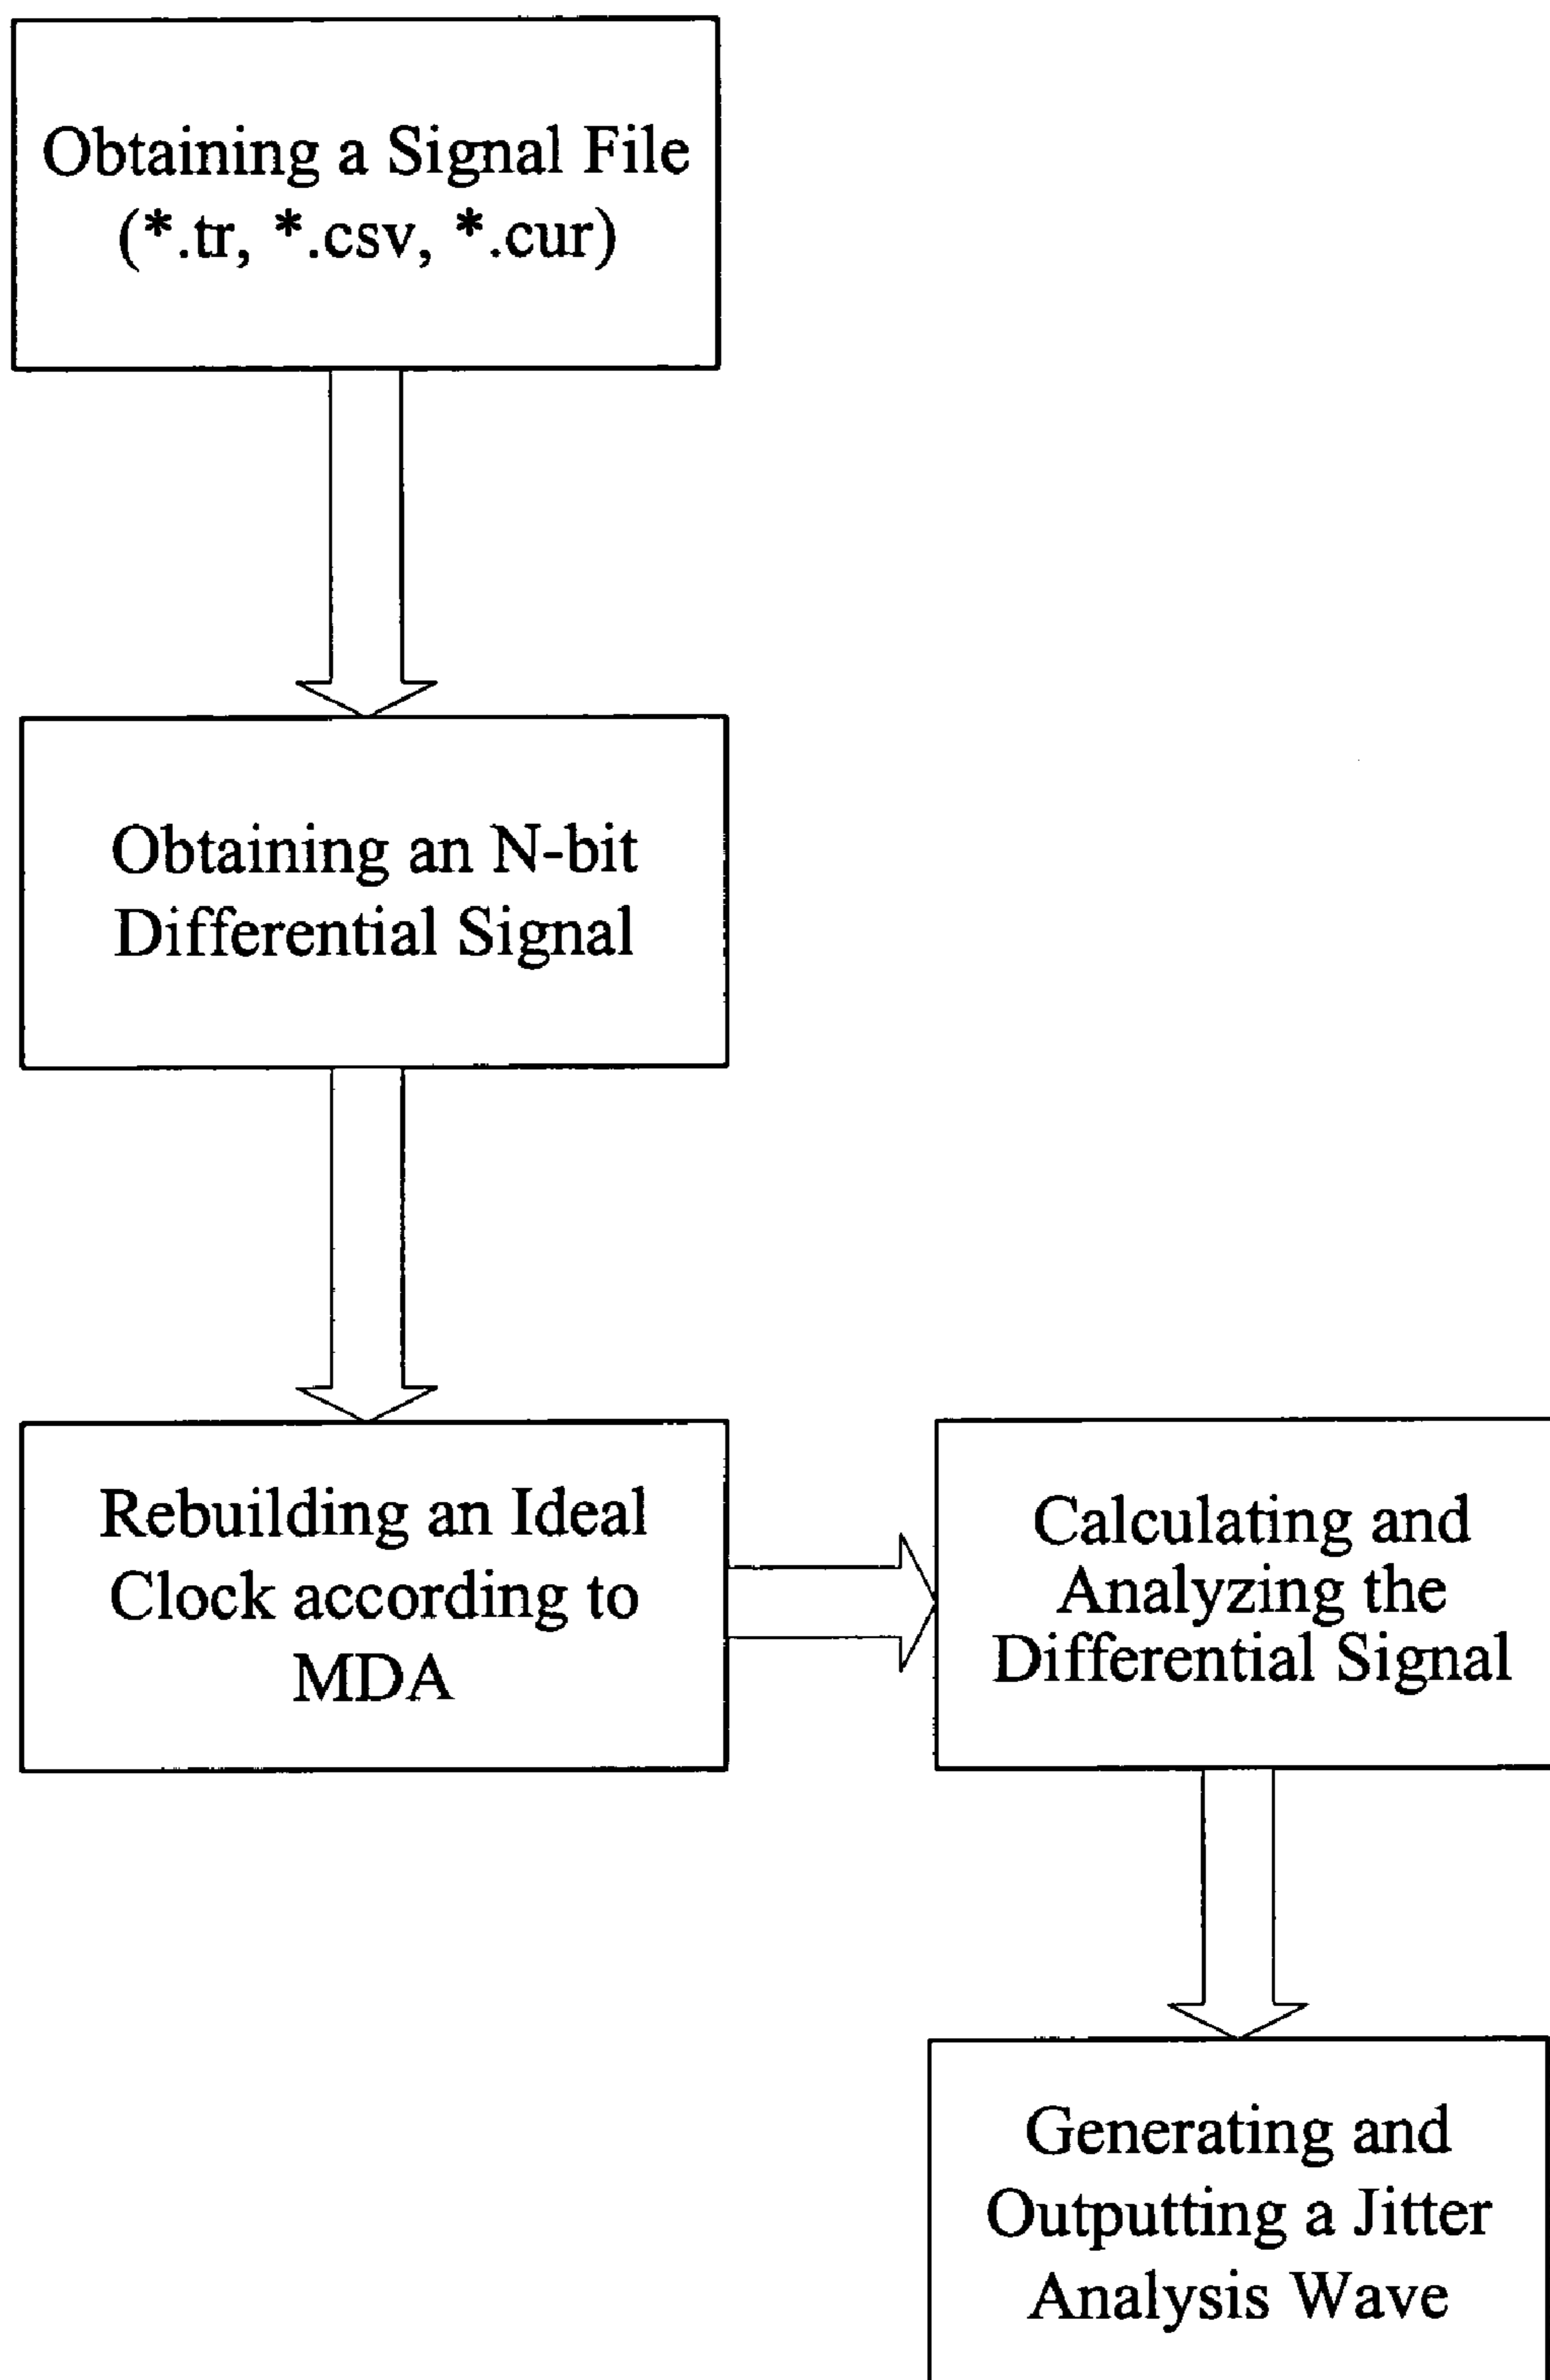 Obtaining a Signal File
(*.tr, *.csv, *.cur)
Obtaining an N-bit
Differential Signal
Rebuilding an Ideal
Clock according to
MDA
Calculating and
Analyzing the
Differential Signal
Generating and
Outputting a Jitter
Analysis Wave